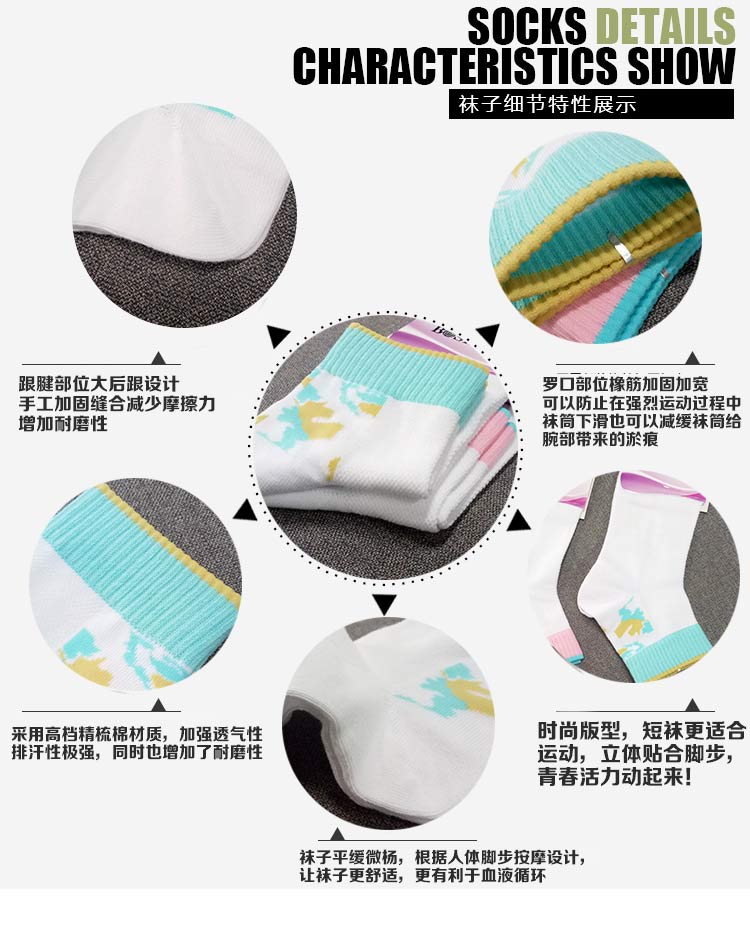 SOCKS DETAILS
CHARACTERISTICS SHOW
袜子细节特性展示
跟腱部位大后跟设计
手工加固缝合减少摩擦力
增加耐磨性
罗口部位橡筋加固加宽
可以防止在强烈运动过程中
袜筒下滑也可以减缓袜筒给
腕部带来的淤痕
采用高档精梳棉材质，加强透气性
排汗性极强，同时也增加了耐磨性
时尚版型，短袜更适合
运动，立体贴合脚步，
青春活力动起来！
袜子平缓微杨，根据人体脚步按摩设计，
让袜子更舒适，更有利于血液循环